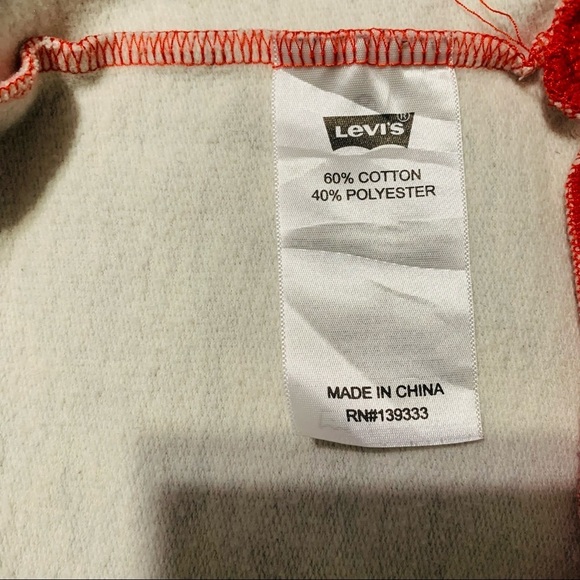 Levi's®
60% COTTON
40% POLYESTER
MADE IN CHINA
RN#139333